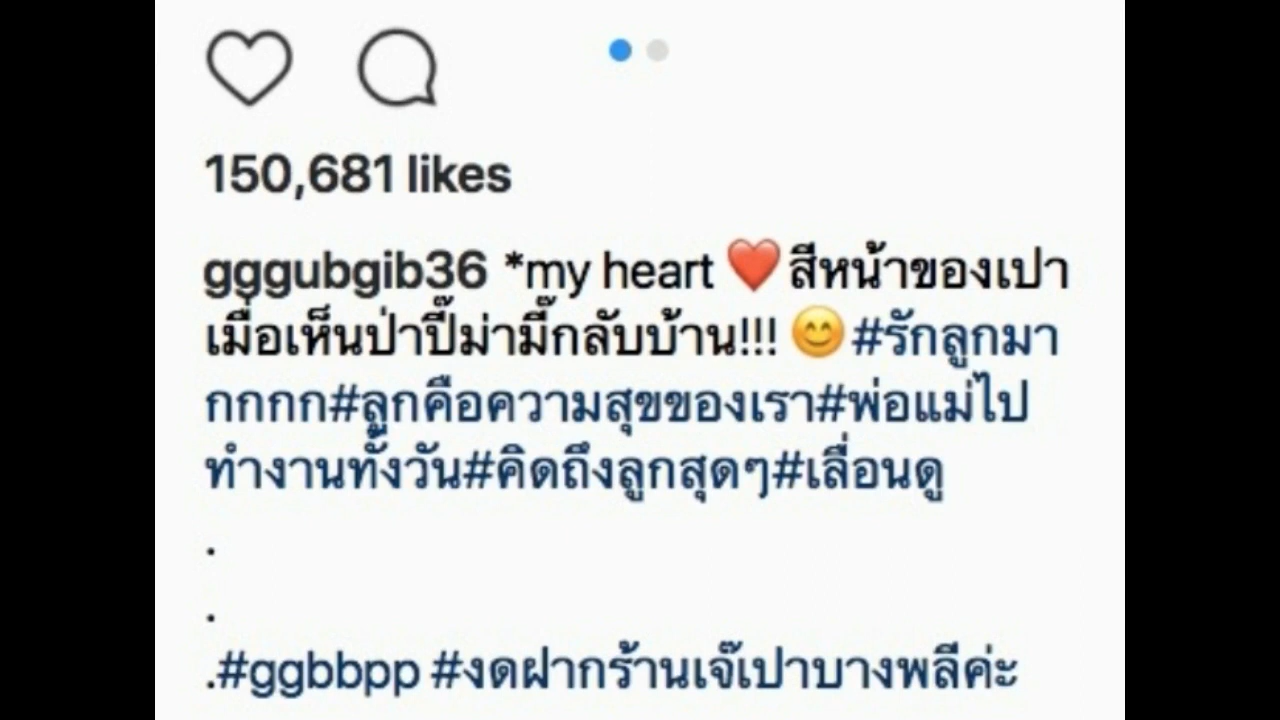 150,681 likes
gggubgib36 *my heart ❤️ สีหน้าของเปา
เมื่อเห็นป่าปี๊ม่ามี๊กลับบ้าน!!! 😊 #รักลูกมา
กกกก#ลูกคือความสุขของเรา#พ่อแม่ไป
ทำงานทั้งวัน#คิดถึงลูกสุดๆ#เลื่อนดู
.
.
.#ggbbpp #งดฝากร้านเจ๊เปาบางพลีค่ะ